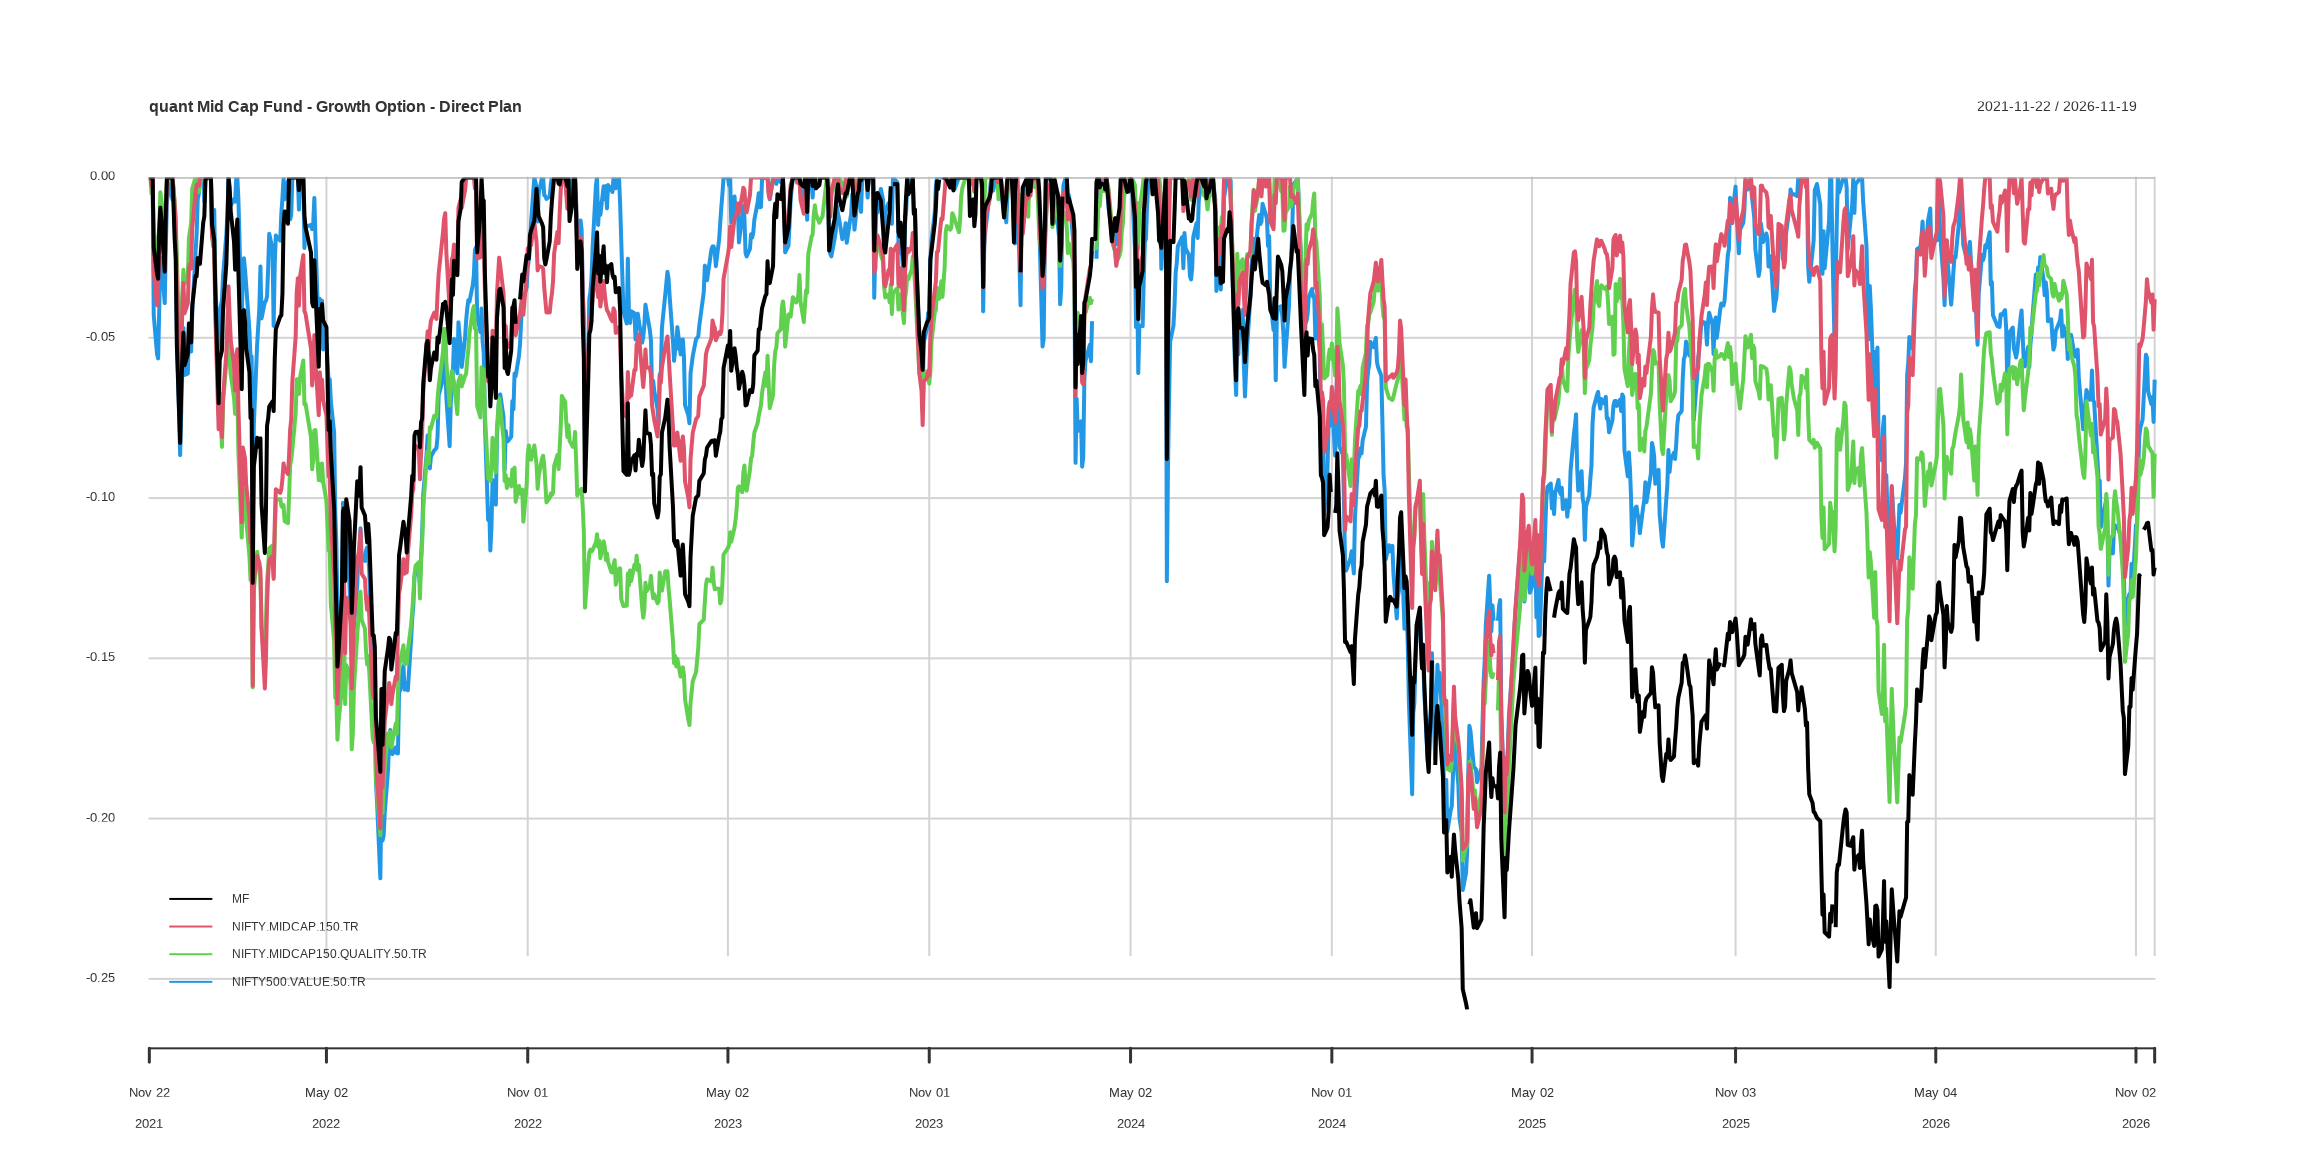 quant Mid Cap Fund - Growth Option - Direct Plan
2021-11-22 / 2026-11-19
0.00
-0.05
-0.10
-0.15
-0.20
-0.25
MF
NIFTY.MIDCAP.150.TR
NIFTY.MIDCAP150.QUALITY.50.TR
NIFTY500.VALUE.50.TR
Nov 22 May 02 Nov 01 May 02 Nov 01 May 02 Nov 01 May 02 Nov 03 May 04 Nov 02
2021 2022 2022 2023 2023 2024 2024 2025 2025 2026 2026